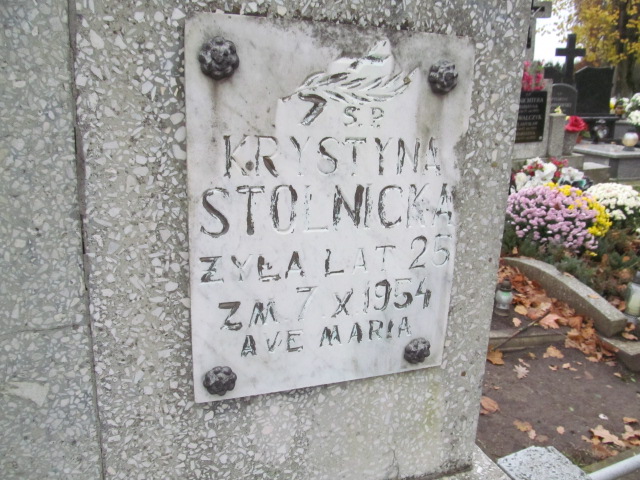 Ś.P.
KRYSTYNA
STOLNICKA
ŻYŁA LAT 25
ZM 7 X 1954
AVE MARIA